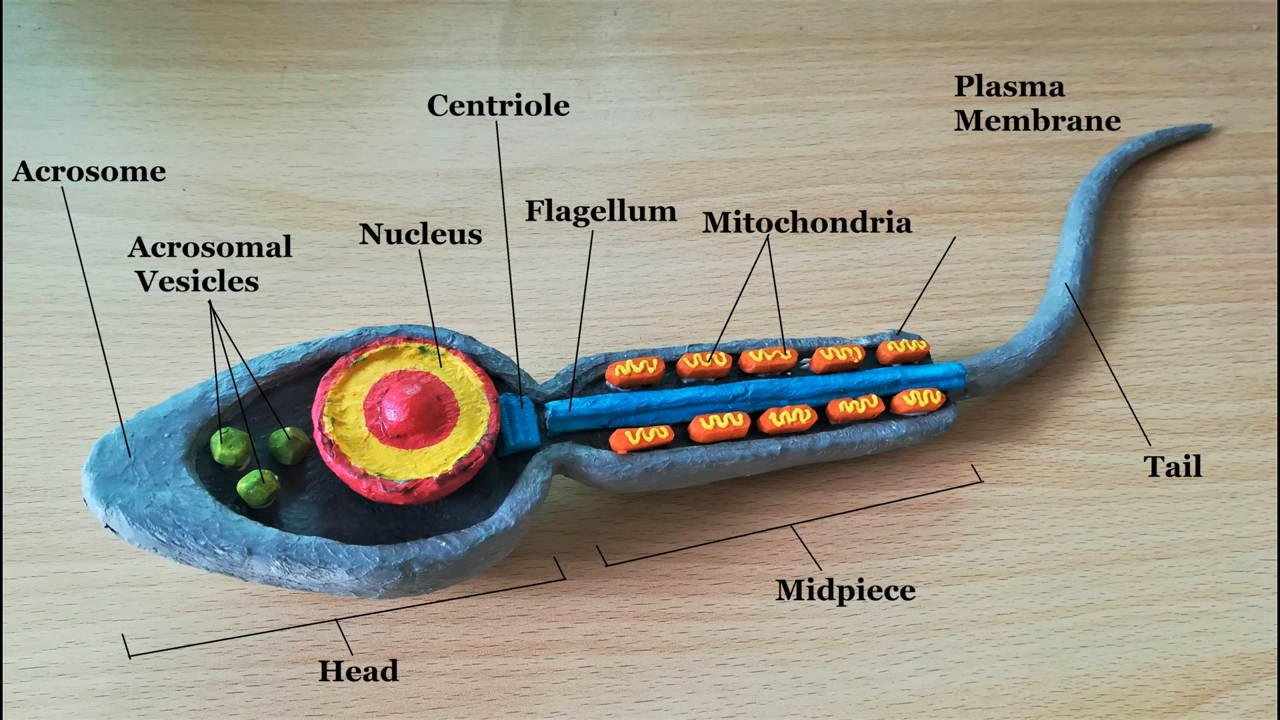 Plasma
Membrane
Centriole
Acrosome
Flagellum
Mitochondria
Nucleus
Acrosomal
Vesicles
Tail
Midpiece
Head